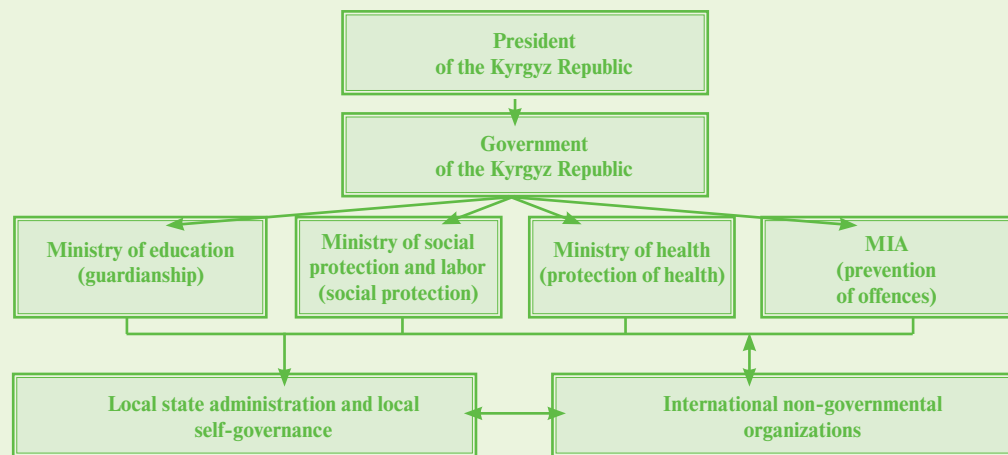 President
of the Kyrgyz Republic
Government
of the Kyrgyz Republic
Ministry of education
(guardianship)
Ministry of social
protection and labor
(social protection)
Ministry of health
(protection of health)
MIA
(prevention
of offences)
Local state administration and local
self-governance
International non-governmental
organizations